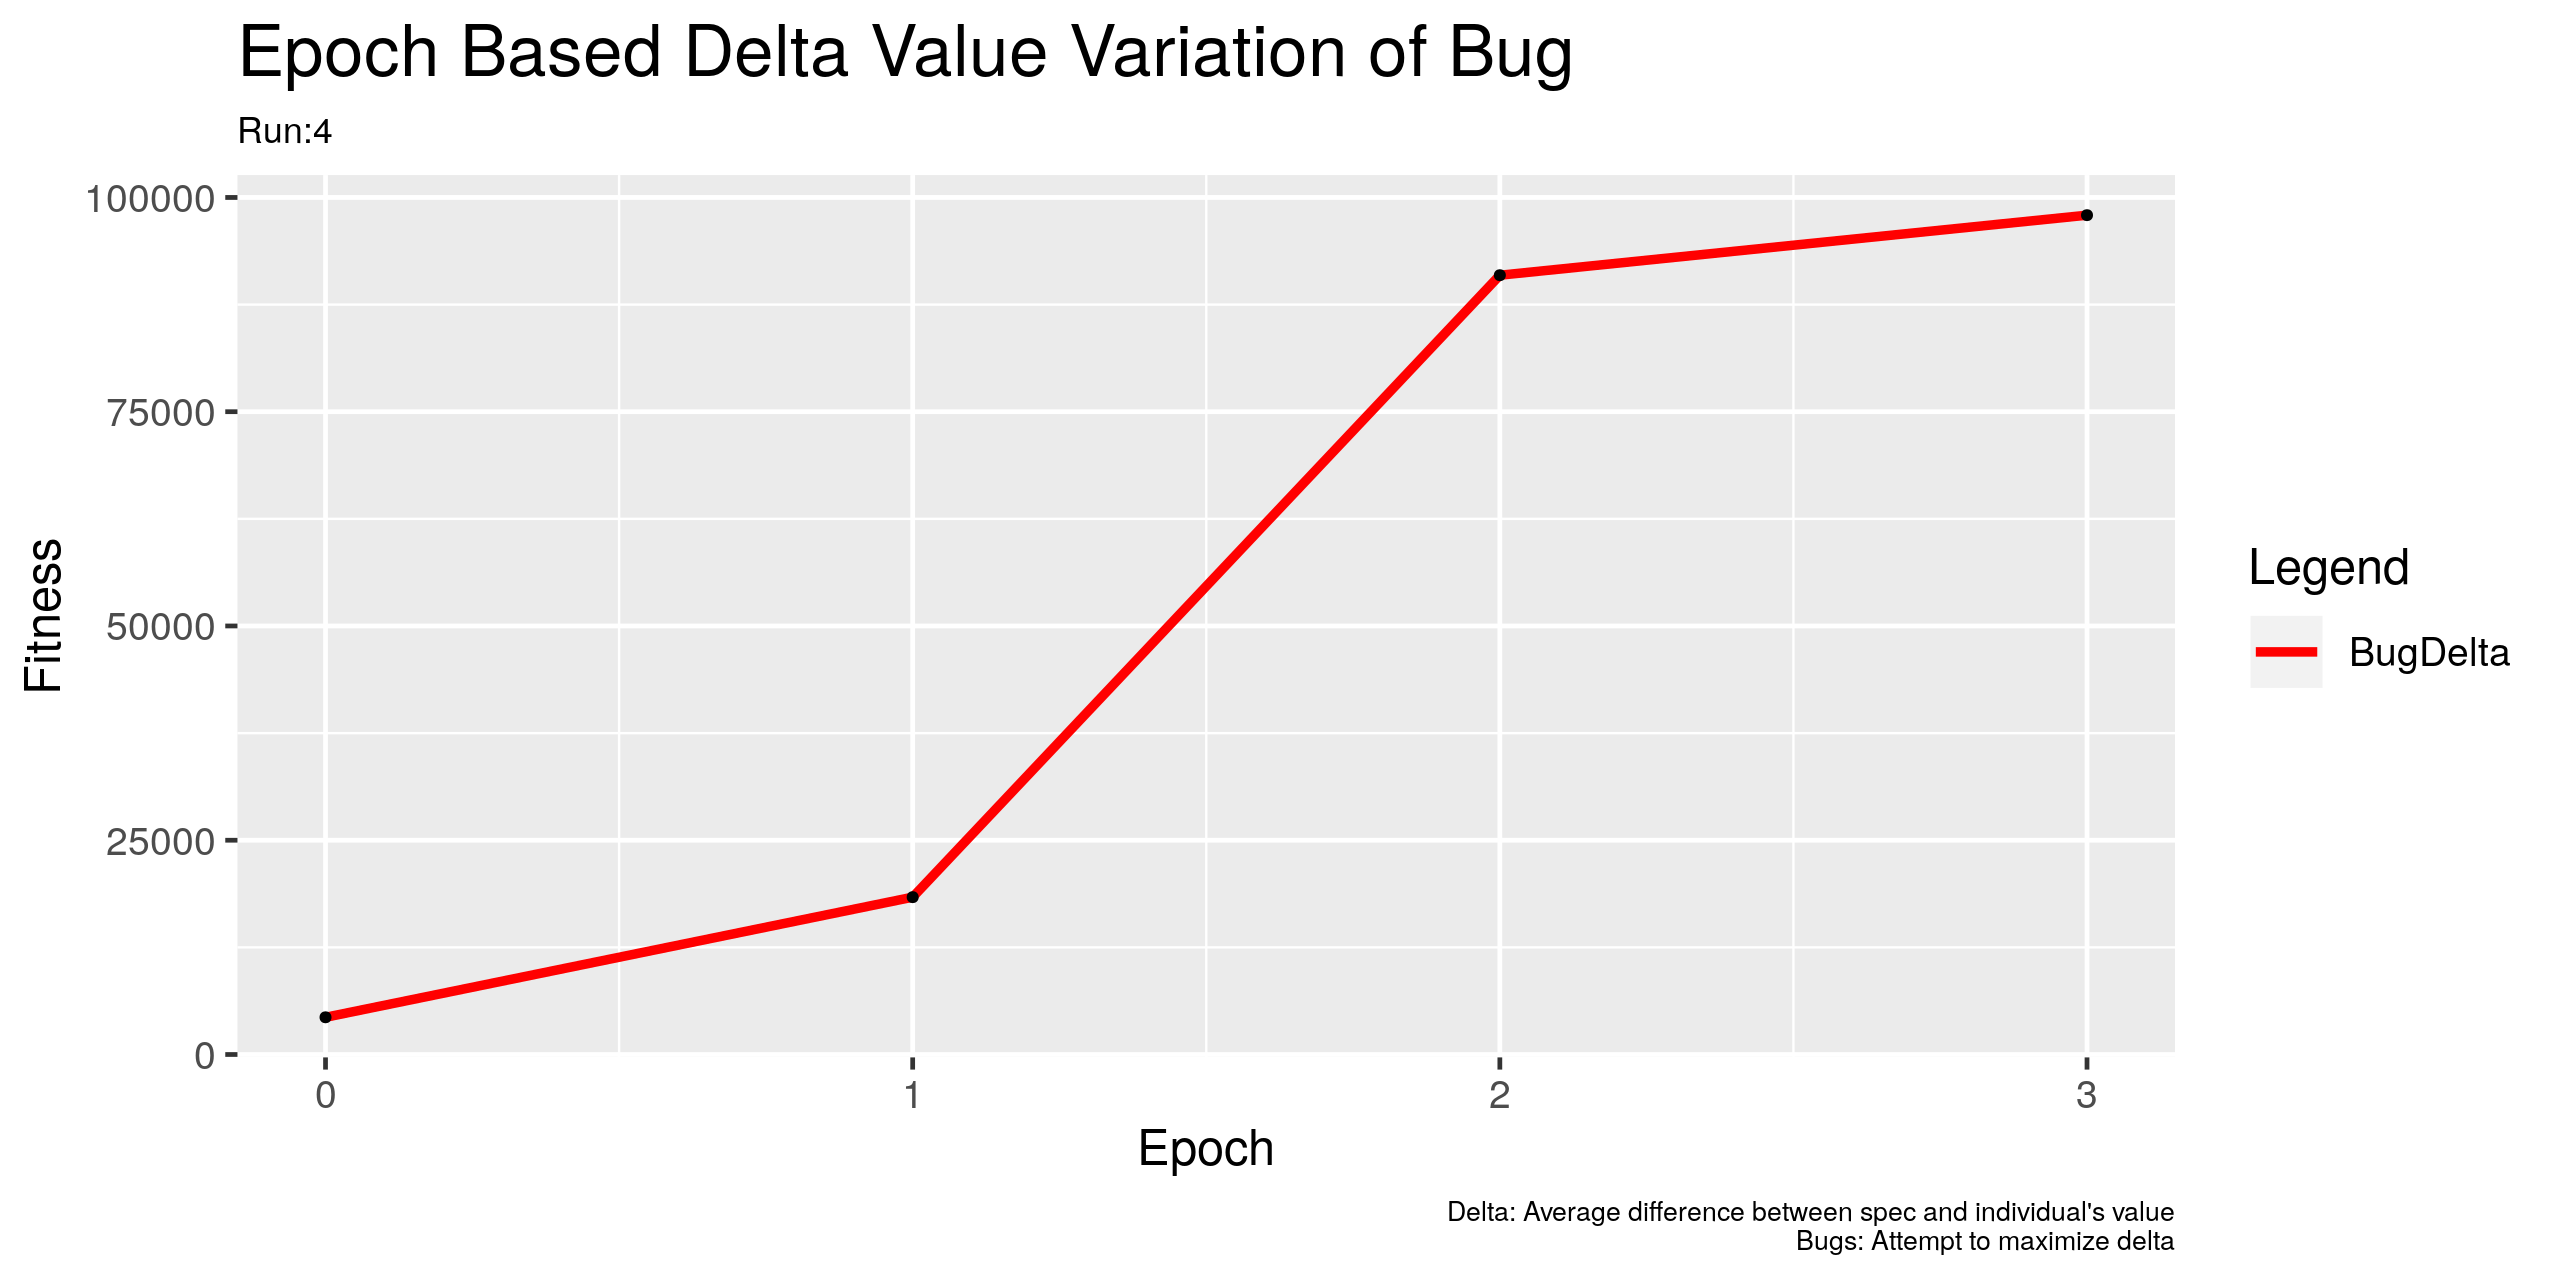 Epoch Based Delta Value Variation of Bug
Run:4
100000
75000
50000
25000
0
Fitness
0 1 2 3
Epoch
Legend
BugDelta
Delta: Average difference between spec and individual's value
Bugs: Attempt to maximize delta